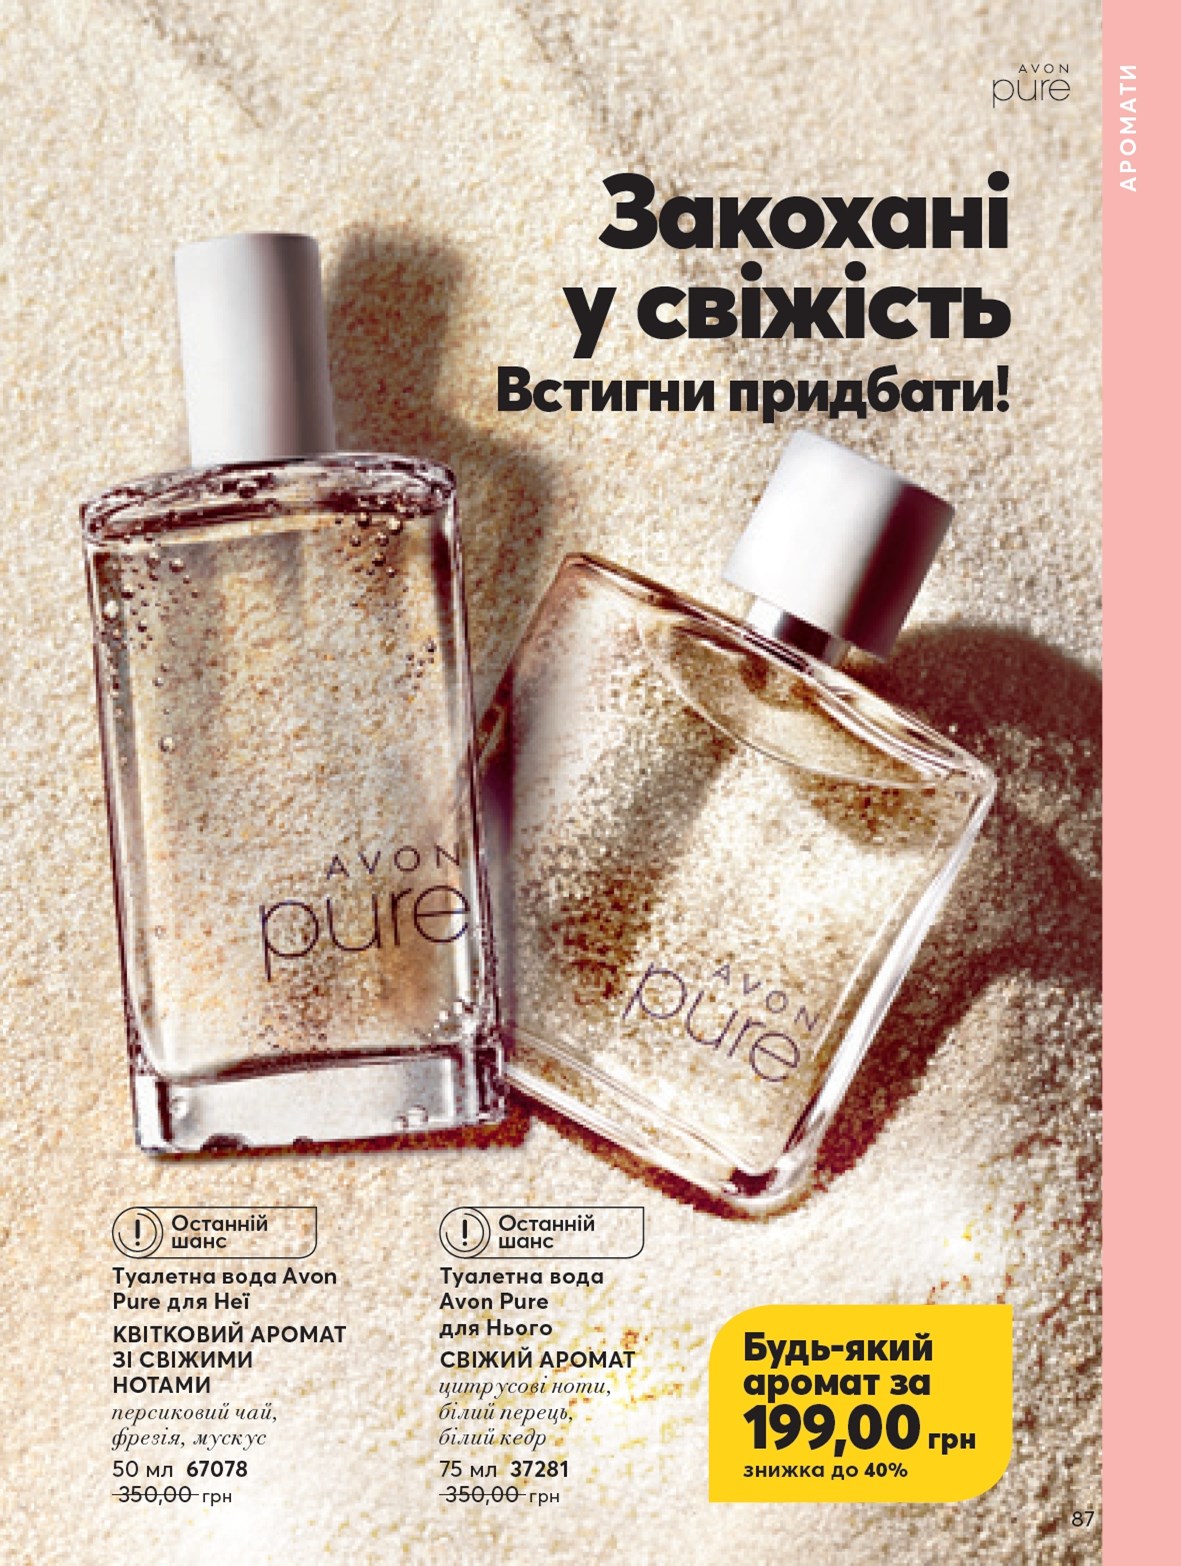 AVON
pure
АРОМАТИ
Закохані
у свіжість
Встигни придбати!
AVON
pure
AVON
pure
Останній
шанс
Туалетна вода Avon
Pure для Неї
КВІТКОВИЙ АРОМАТ
ЗІ СВІЖИМИ
НОТАМИ
персиковий чай,
фрезія, мускус
50 мл 67078
350,00 грн
Останній
шанс
Туалетна вода
Avon Pure
для Нього
СВІЖИЙ АРОМАТ
цитрусові ноти,
білий перець,
білий кедр
75 мл 37281
350,00 грн
Будь-який
аромат за
199,00 грн
знижка до 40%
87